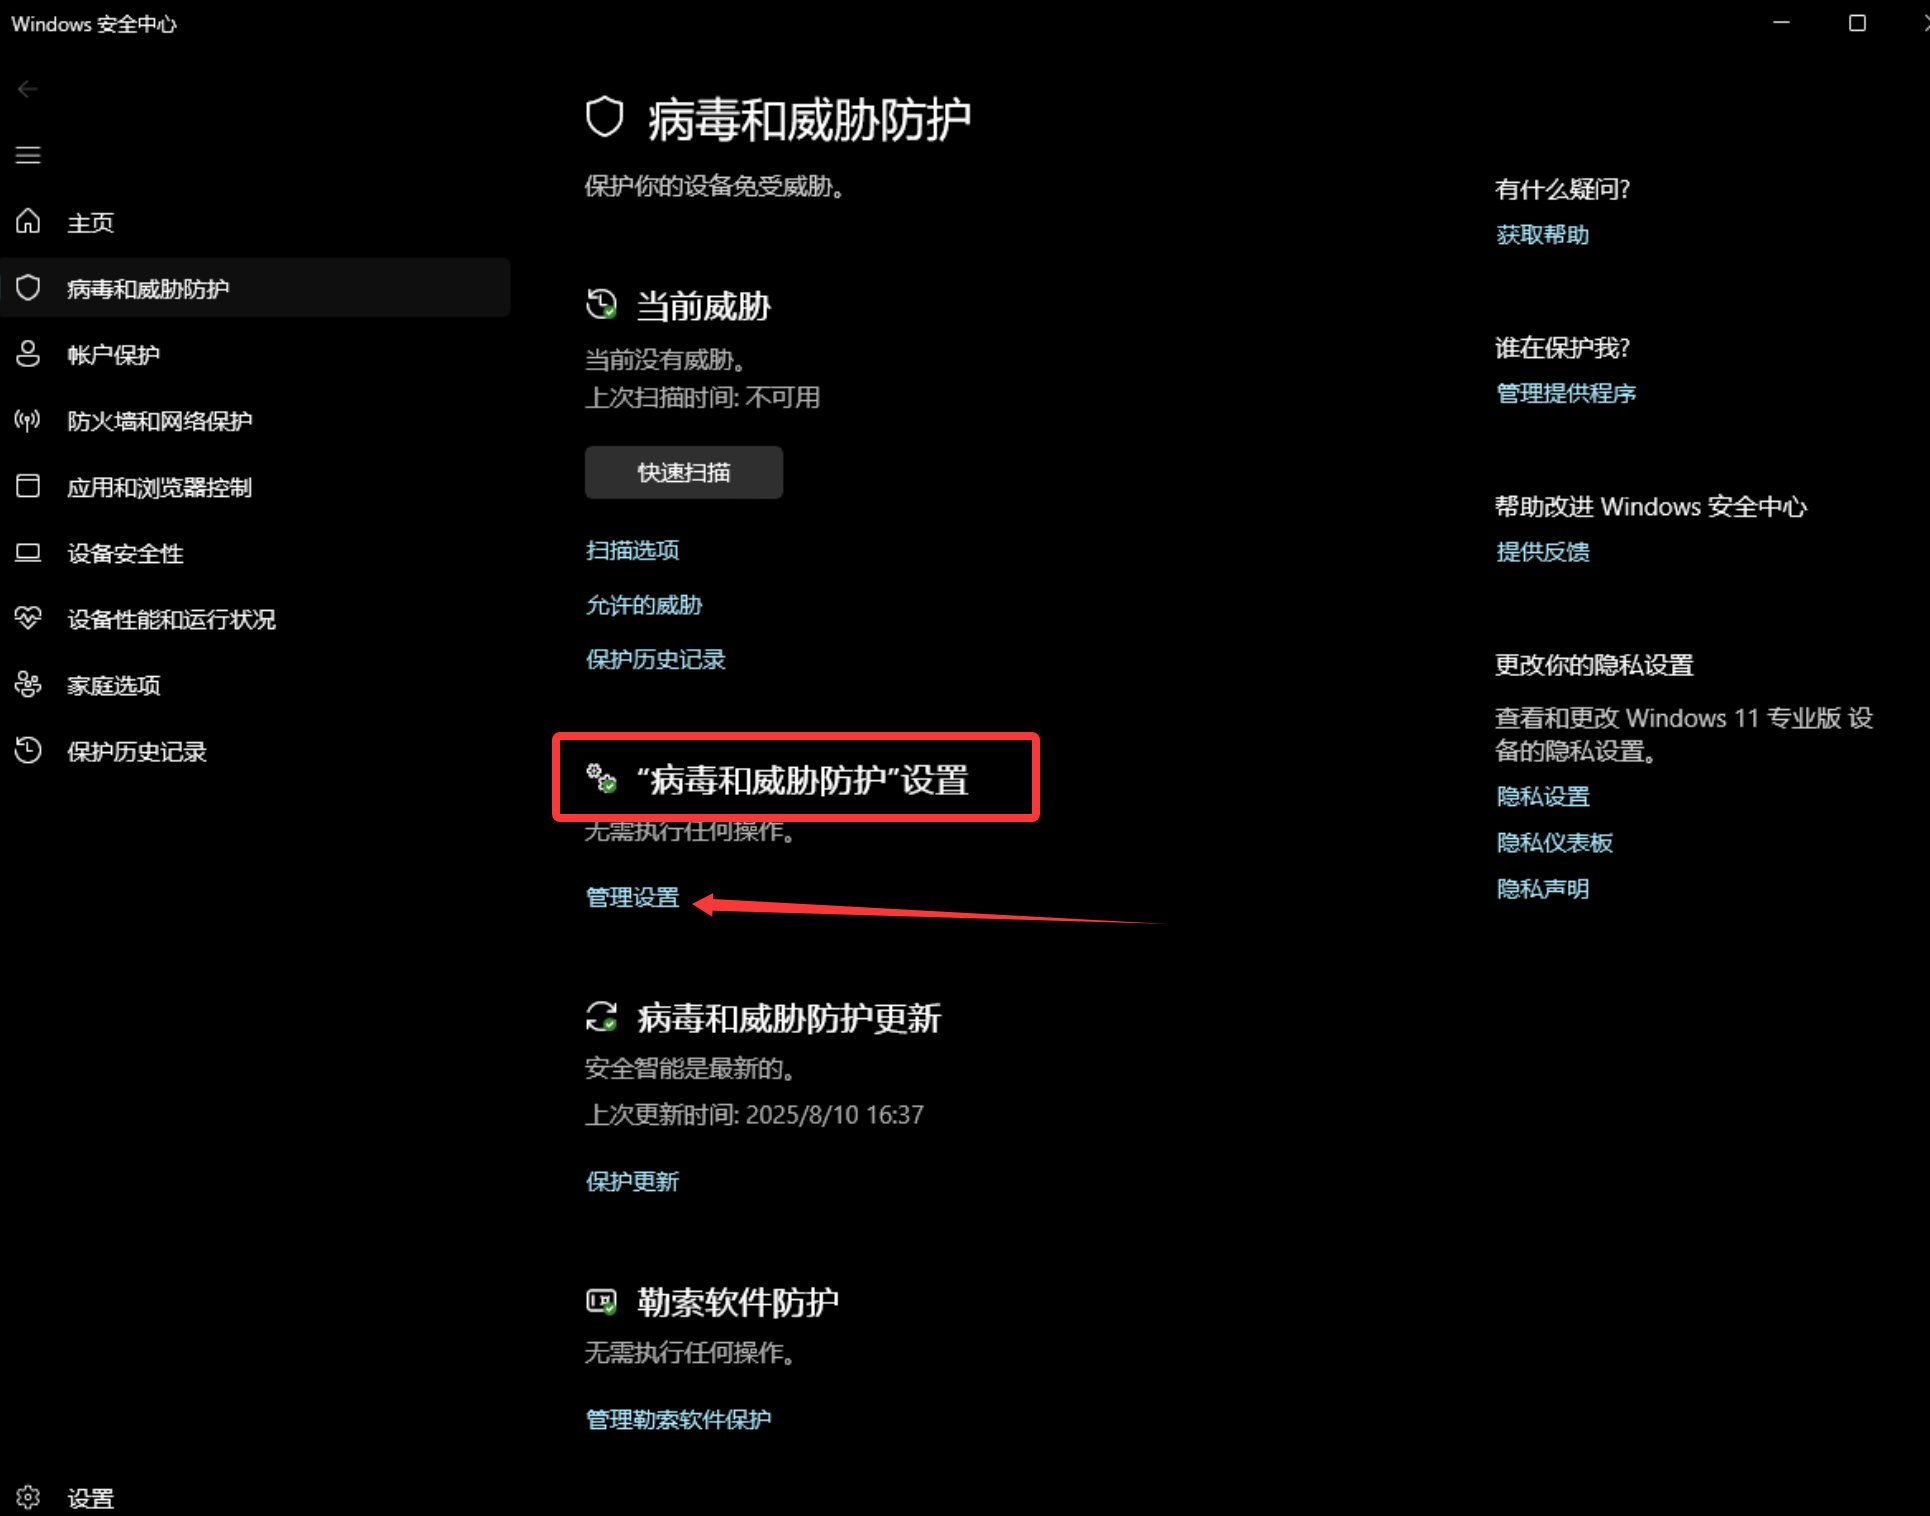 Windows 安全中心
主页
病毒和威胁防护
帐户保护
防火墙和网络保护
应用和浏览器控制
设备安全性
设备性能和运行状况
家庭选项
保护历史记录
设置
病毒和威胁防护
保护你的设备免受威胁。
当前威胁
当前没有威胁。
上次扫描时间: 不可用
快速扫描
扫描选项
允许的威胁
保护历史记录
“病毒和威胁防护”设置
无需执行任何操作。
管理设置
病毒和威胁防护更新
安全智能是最新的。
上次更新时间: 2025/8/10 16:37
保护更新
勒索软件防护
无需执行任何操作。
管理勒索软件保护
有什么疑问?
获取帮助
谁在保护我?
管理提供程序
帮助改进 Windows 安全中心
提供反馈
更改你的隐私设置
查看和更改 Windows 11 专业版 设
备的隐私设置。
隐私设置
隐私仪表板
隐私声明